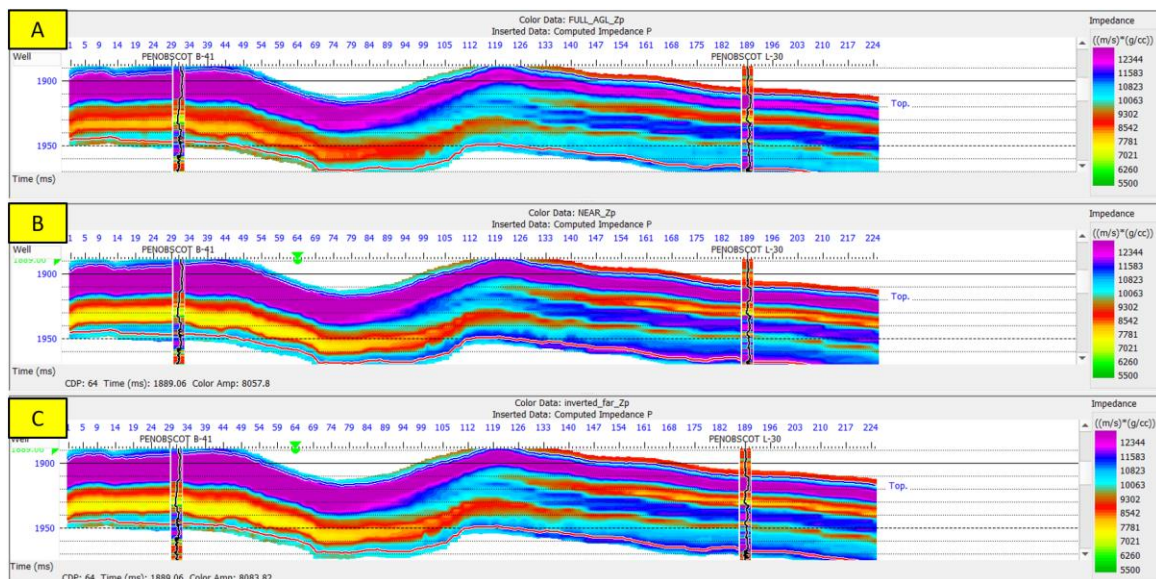 A
Color Data: FULL_AGL_Zp
Inserted Data: Computed Impedance P
Impedance
1 5 9 14 19 24 29 34 39 44 49 54 59 64 69 74 79 84 89 94 99 106 112 119 126 133 140 147 154 161 168 175 182 189 196 203 210 217 224
((m/s)*(g/cc))
Well
PENOBSCOT B-41
PENOBSCOT L-30
1900
1950
Time (ms)
Top.
12344
11583
10823
10063
9302
8542
7781
7021
6260
5500
B
Color Data: NEAR_Zp
Inserted Data: Computed Impedance P
Impedance
1 5 9 14 19 24 29 34 39 44 49 54 59 64 69 74 79 84 89 94 99 106 112 119 126 133 140 147 154 161 168 175 182 189 196 203 210 217 224
((m/s)*(g/cc))
Well
PENOBSCOT B-41
PENOBSCOT L-30
1889.06
1900
1950
Time (ms)
Top.
12344
11583
10823
10063
9302
8542
7781
7021
6260
5500
CDP: 64 Time (ms): 1889.06 Color Amp: 8057.8
C
Color Data: inverted_far_Zp
Inserted Data: Computed Impedance P
Impedance
1 5 9 14 19 24 29 34 39 44 49 54 59 64 69 74 79 84 89 94 99 106 112 119 126 133 140 147 154 161 168 175 182 189 196 203 210 217 224
((m/s)*(g/cc))
Well
PENOBSCOT B-41
PENOBSCOT L-30
1889.06
1900
1950
Time (ms)
Top.
12344
11583
10823
10063
9302
8542
7781
7021
6260
5500
CDP: 64 Time (ms): 1889.06 Color Amp: 8083.82